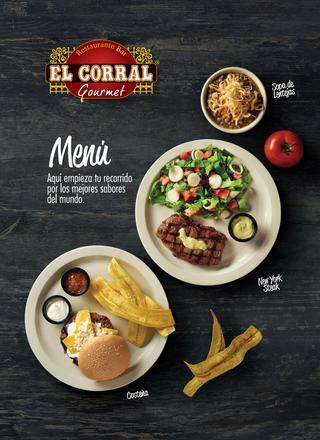 Restaurante Bar
EL CORRAL
Gourmet
Menú
Aquí empieza tu recorrido
por los mejores sabores
del mundo.
Sopa de
Lentejas
New York
Steak
Costeña